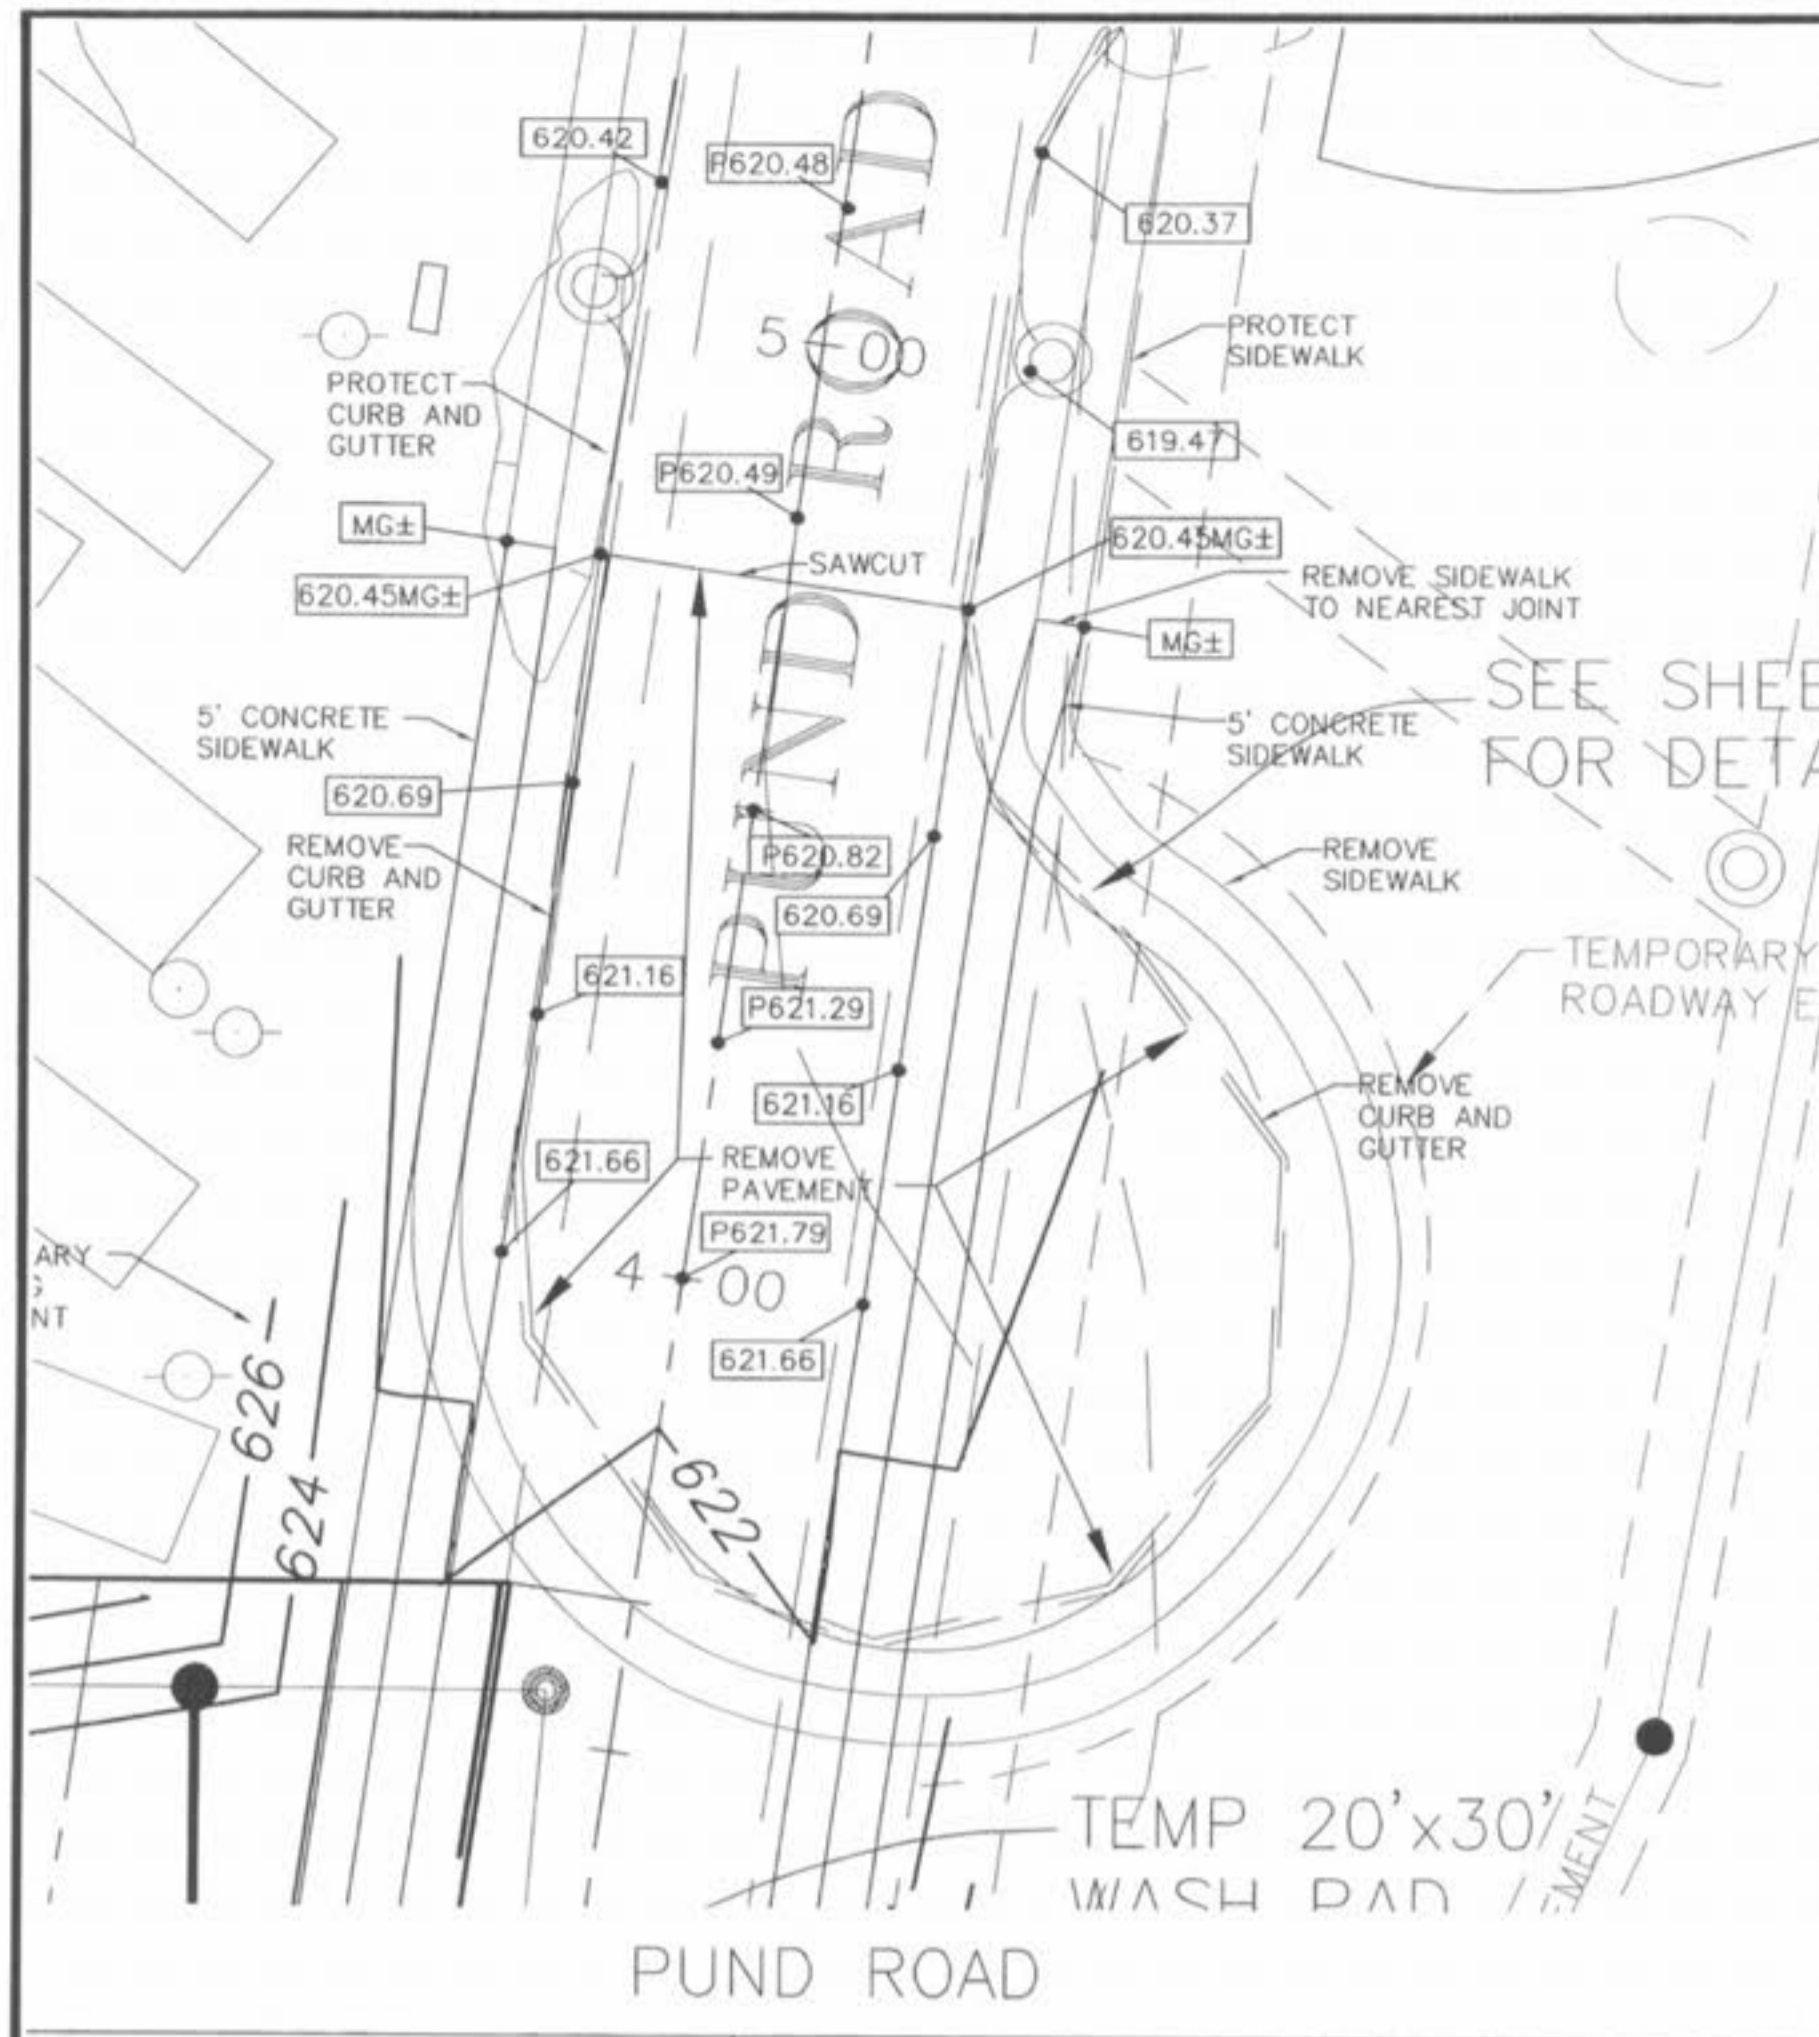 620.42
P620.48
620.37
PUND ROAD
5+00
PROTECT
SIDEWALK
PROTECT
CURB AND
GUTTER
619.47
P620.49
MG±
620.45MG±
SAWCUT
620.45MG±
REMOVE SIDEWALK
TO NEAREST JOINT
MG±
620.69
5' CONCRETE
SIDEWALK
5' CONCRETE
SIDEWALK
SEE SHEE
FOR DETA
P620.82
620.69
REMOVE
CURB AND
GUTTER
REMOVE
SIDEWALK
TEMPORARY
ROADWAY E
621.16
P621.29
621.16
REMOVE
CURB AND
GUTTER
621.66
REMOVE
PAVEMENT
P621.79
4+00
621.66
ARY
NT
626
624
622
TEMP 20'x30'
WASH PAD
EMENT
PUND ROAD